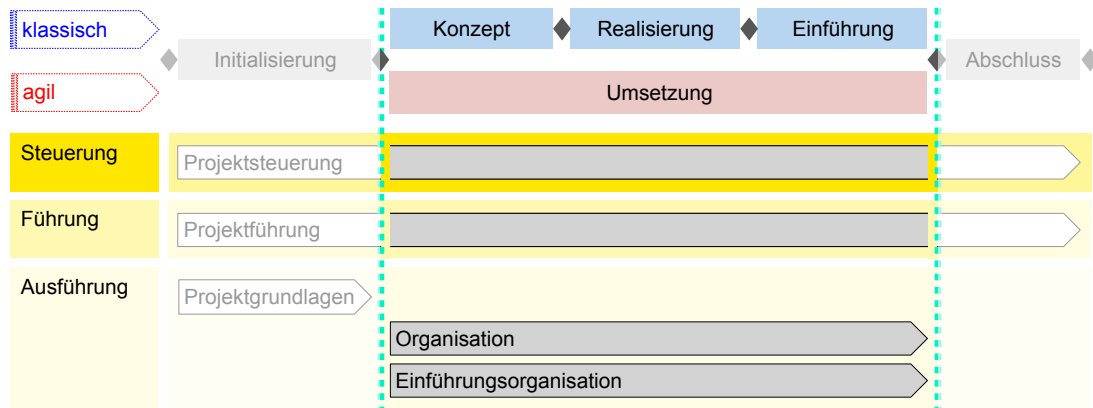 klassisch
Konzept
Realisierung
Einführung
Initialisierung
Abschluss
agil
Umsetzung
Steuerung
Projektsteuerung
Führung
Projektführung
Ausführung
Projektgrundlagen
Organisation
Einführungsorganisation